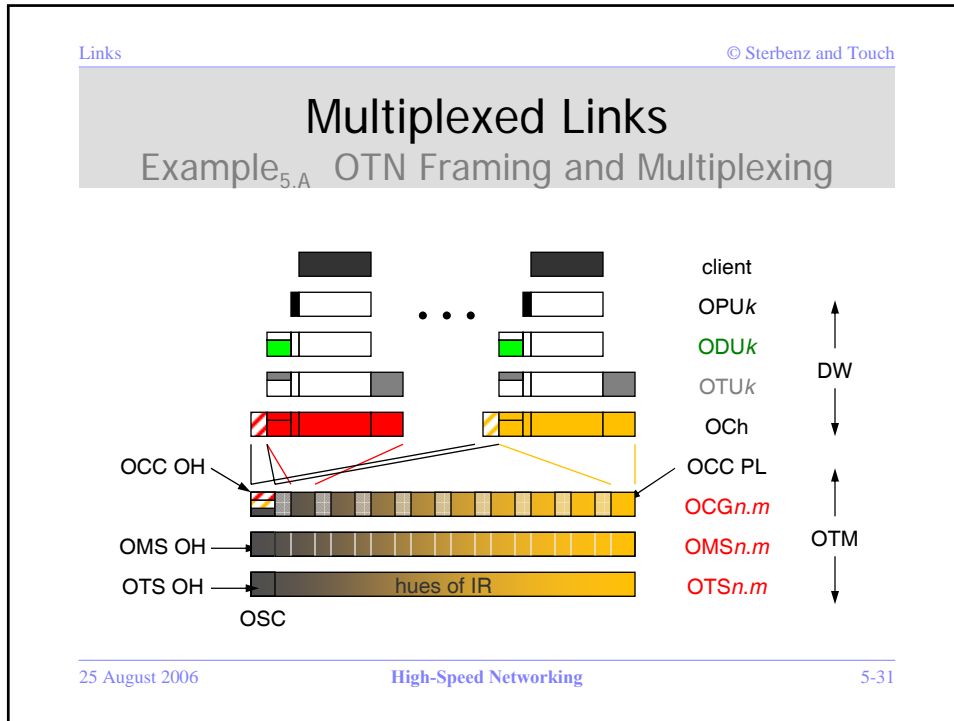 Links © Sterbenz and Touch
Multiplexed Links
Example5.A OTN Framing and Multiplexing
client
OPUk
ODUk
DW
OTUk
OCh
OCC OH OCC PL
OCGn.m
OMS OH OMSn.m OTM
OTS OH hues of IR OTSn.m
OSC
25 August 2006 High-Speed Networking 5-31